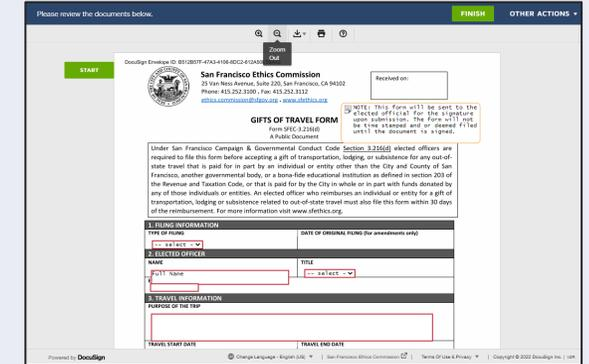 Please review the documents below.
FINISH
OTHER ACTIONS
Zoom
Out
START
DocuSign Envelope ID:
San Francisco Ethics Commission
25 Van Ness Avenue, Suite 220, San Francisco, CA 94102
Phone: 415.252.3100 . Fax: 415.252.3112
ethics.commission@sfgov.org . www.sfethics.org
Received on:
GIFTS OF TRAVEL FORM
Form SFEC-3.216(d)
A Public Document
NOTE: This form will be sent to the
elected official for the signature
upon submission. The form will not
be time stamped and or deemed filed
until the document is signed.
Under San Francisco Campaign & Governmental Conduct Code Section 3.216(d) elected officers are
required to file this form before accepting a gift of transportation, lodging, or subsistence for any out-of-
state travel that is paid for in part by an individual or entity other than the City and County of San
Francisco, another governmental body, or a bona-fide educational institution as defined in section 203 of
the Revenue and Taxation Code, or that is paid for by the City in whole or in part with funds donated by
any of those individuals or entities. An elected officer who reimburses an individual or entity for a gift of
transportation, lodging or subsistence related to out-of-state travel must also file this form within 30 days
of the reimbursement. For more information visit www.sfethics.org.
1. FILING INFORMATION
TYPE OF FILING
DATE OF ORIGINAL FILING (for amendments only)
-- select -
2. ELECTED OFFICER
NAME
TITLE
Full Name
-- select -
3. TRAVEL INFORMATION
PURPOSE OF THE TRIP
TRAVEL START DATE
TRAVEL END DATE
Powered by DocuSign
Change Language - English (US)
San Francisco Ethics Commission
Terms Of Use & Privacy
Copyright © 2022 DocuSign Inc.